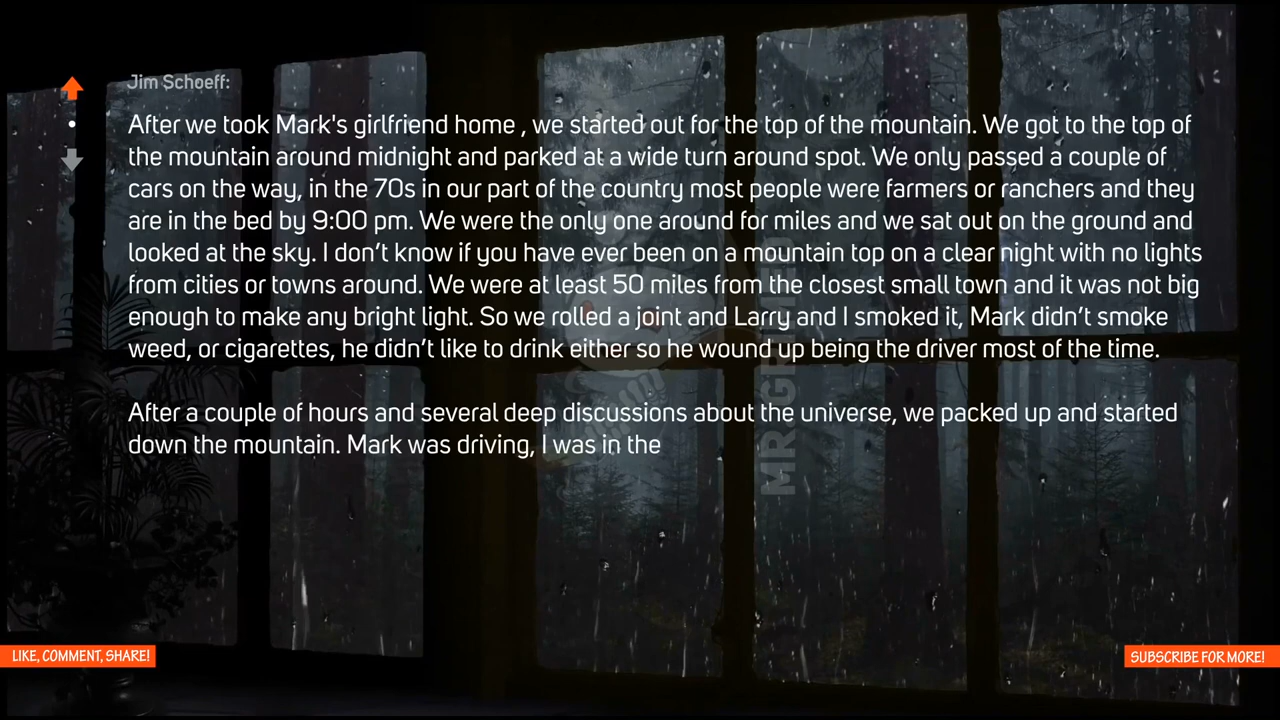 Jim Schoeff:
After we took Mark's girlfriend home , we started out for the top of the mountain. We got to the top of
the mountain around midnight and parked at a wide turn around spot. We only passed a couple of
cars on the way, in the 70s in our part of the country most people were farmers or ranchers and they
are in the bed by 9:00 pm. We were the only one around for miles and we sat out on the ground and
looked at the sky. I don’t know if you have ever been on a mountain top on a clear night with no lights
from cities or towns around. We were at least 50 miles from the closest small town and it was not big
enough to make any bright light. So we rolled a joint and Larry and I smoked it, Mark didn’t smoke
weed, or cigarettes, he didn’t like to drink either so he wound up being the driver most of the time.
After a couple of hours and several deep discussions about the universe, we packed up and started
down the mountain. Mark was driving, I was in the
LIKE, COMMENT, SHARE!
SUBSCRIBE FOR MORE!